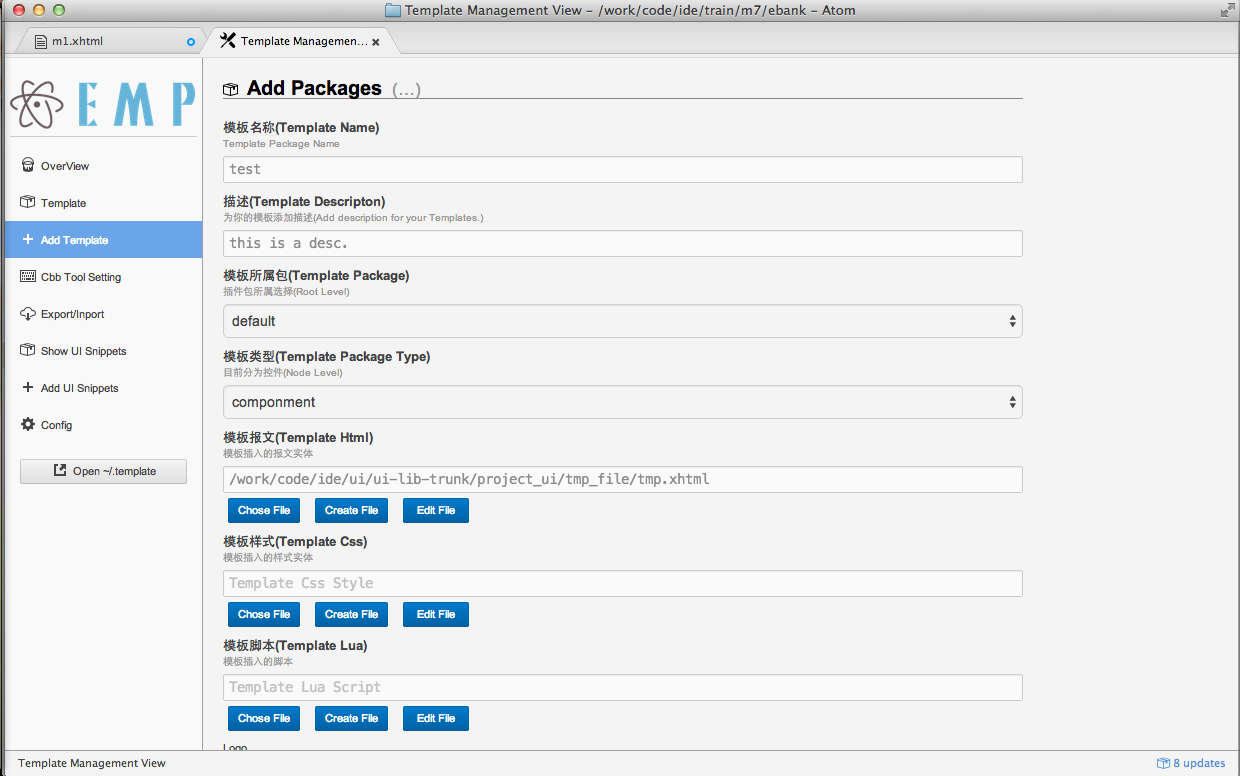 Template Management View - /work/code/ide/train/m7/ebank - Atom
m1.xhtml
Template Managemen...
EMP
OverView
Template
Add Template
Cbb Tool Setting
Export/Inport
Show UI Snippets
Add UI Snippets
Config
Open ~/.template
Add Packages (...)
模板名称(Template Name)
Template Package Name
test
描述(Template Descripton)
为你的模板添加描述(Add description for your Templates.)
this is a desc.
模板所属包(Template Package)
插件包所属选择(Root Level)
default
模板类型(Template Package Type)
目前分为控件(Node Level)
componment
模板报文(Template Html)
模板插入的报文实体
/work/code/ide/ui/ui-lib-trunk/project_ui/tmp_file/tmp.xhtml
Chose File Create File Edit File
模板样式(Template Css)
模板插入的样式实体
Template Css Style
Chose File Create File Edit File
模板脚本(Template Lua)
模板插入的脚本
Template Lua Script
Chose File Create File Edit File
Logo
Template Management View
8 updates